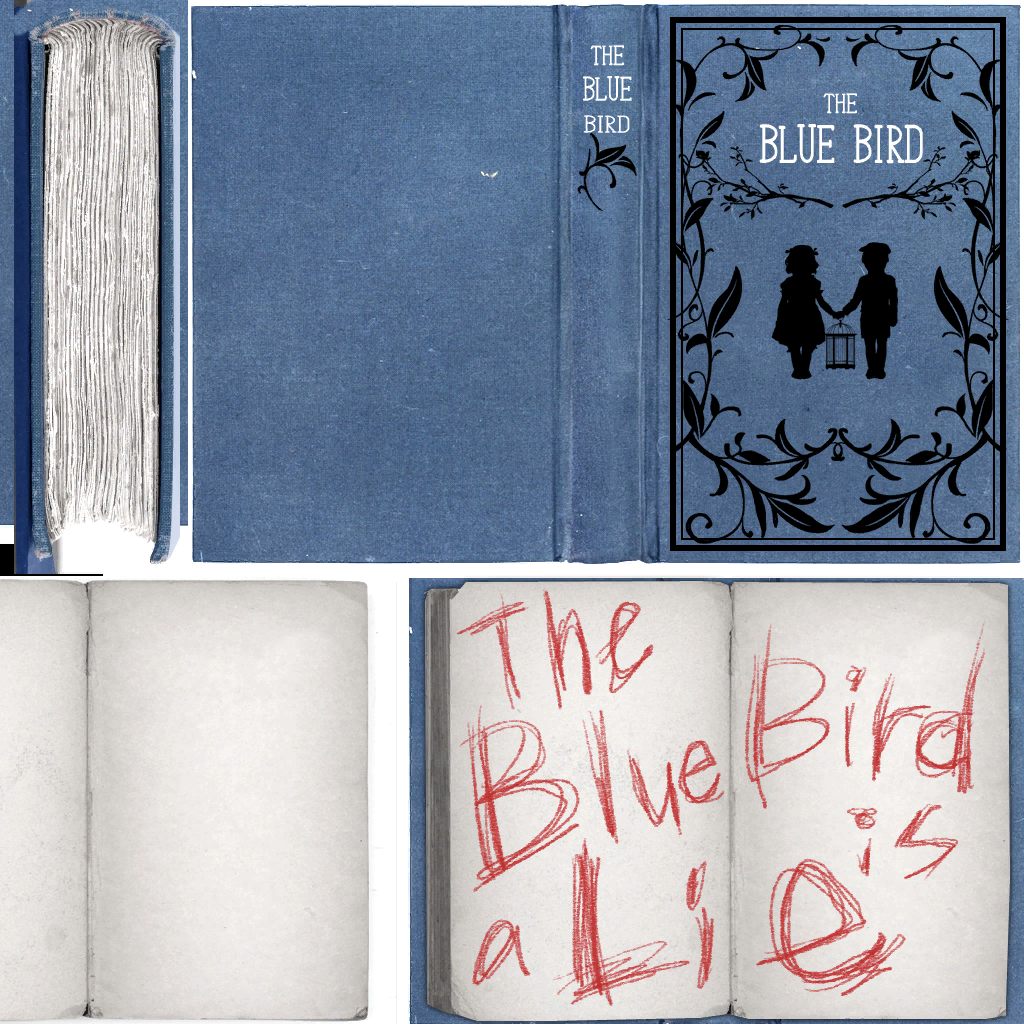 THE
BLUE
BIRD
THE
BLUE BIRD
The
Blue Bird
is
a Lie